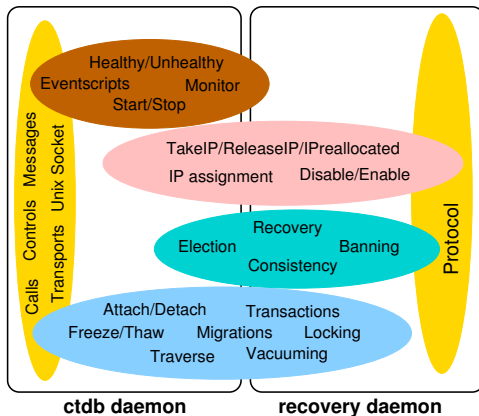 Healthy/Unhealthy
Eventscripts Monitor
Start/Stop
Calls Controls Messages
Transports Unix Socket
TakeIP/ReleaseIP/IPreallocated
IP assignment Disable/Enable
Recovery
Election Banning
Consistency
Protocol
Attach/Detach Transactions
Freeze/Thaw Migrations Locking
Traverse Vacuuming
ctdb daemon recovery daemon